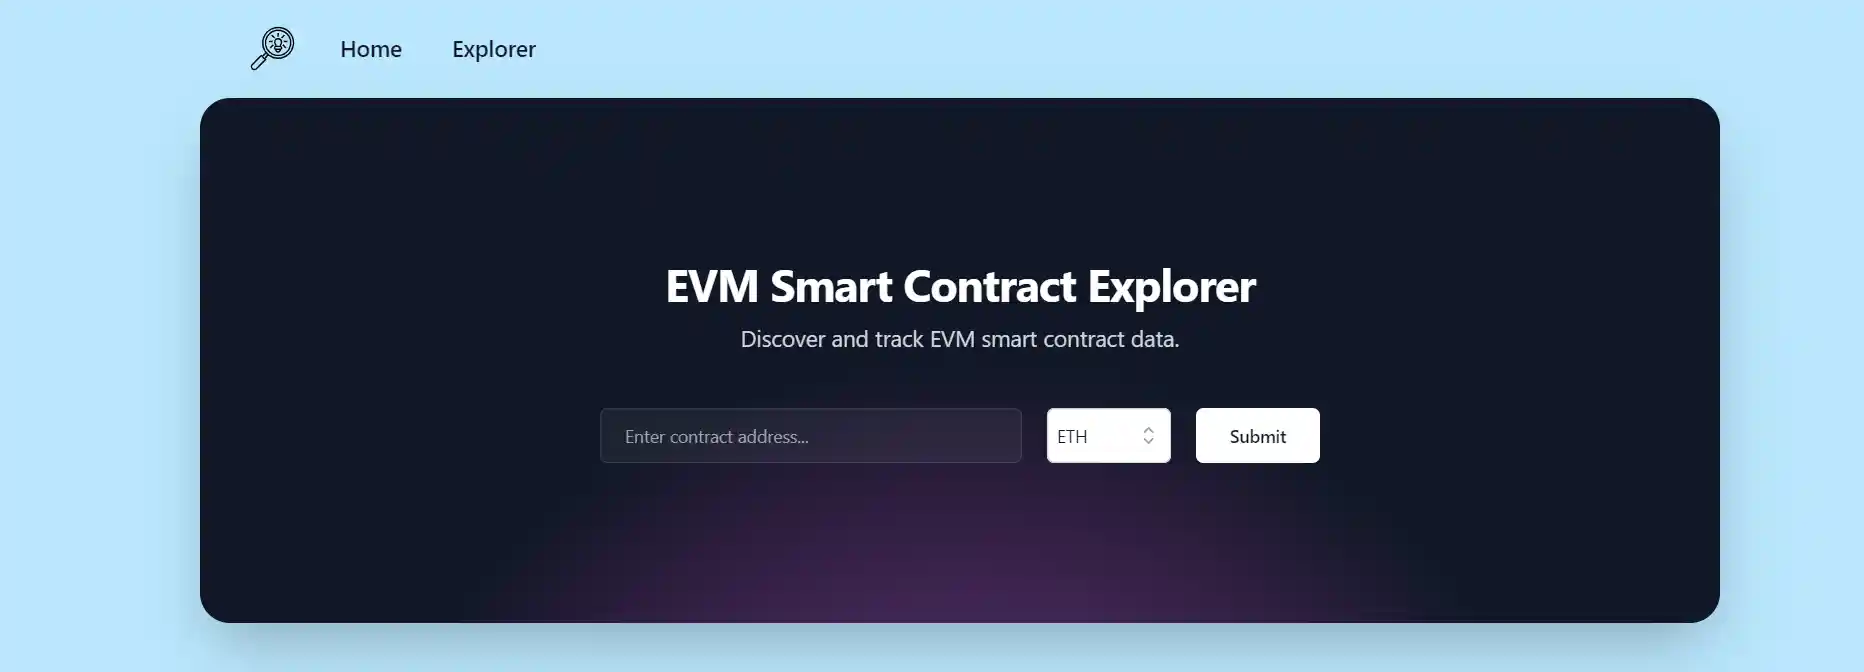 Home Explorer
EVM Smart Contract Explorer
Discover and track EVM smart contract data.
Enter contract address... ETH Submit